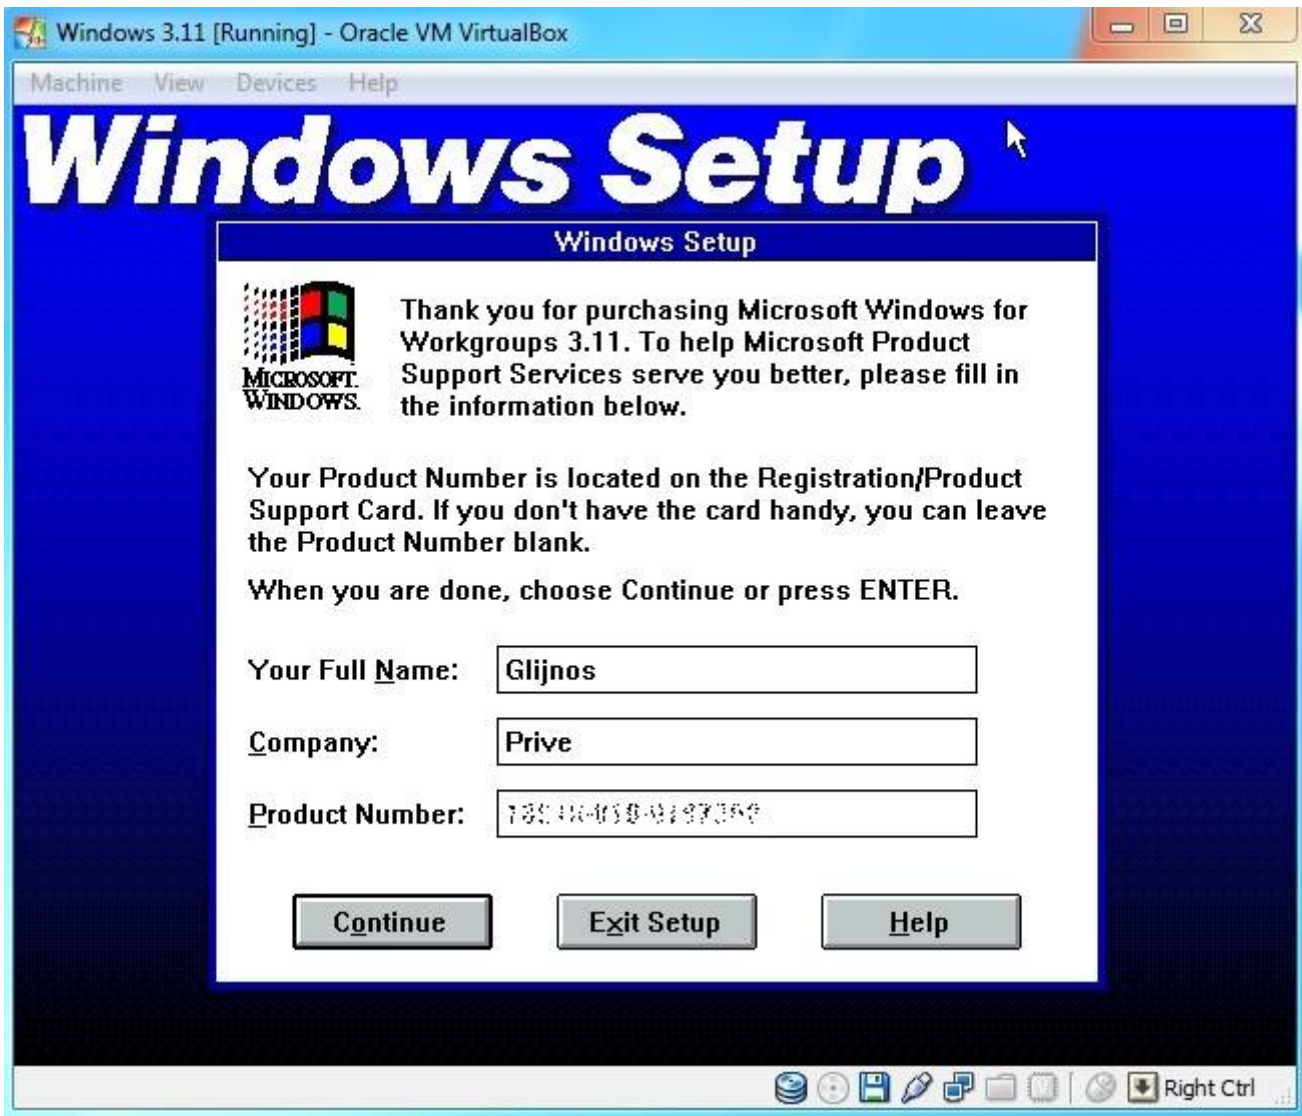 Windows 3.11 [Running] - Oracle VM VirtualBox
Machine View Devices Help
Windows Setup
Windows Setup
MICROSOFT.
WINDOWS.
Thank you for purchasing Microsoft Windows for
Workgroups 3.11. To help Microsoft Product
Support Services serve you better, please fill in
the information below.
Your Product Number is located on the Registration/Product
Support Card. If you don't have the card handy, you can leave
the Product Number blank.
When you are done, choose Continue or press ENTER.
Your Full Name: Glijnos
Company: Prive
Product Number:
Continue Exit Setup Help
Right Ctrl